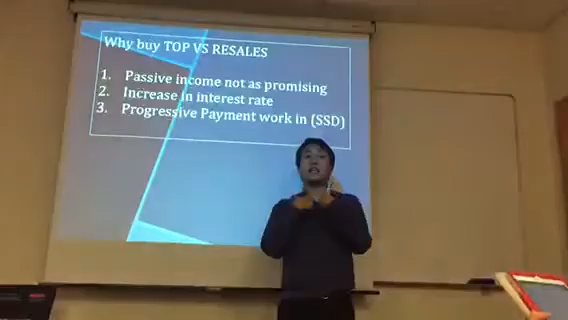 Why buy TOP VS RESALES
1. Passive income not as promising
2. Increase in interest rate
3. Progressive Payment work in (SSD)